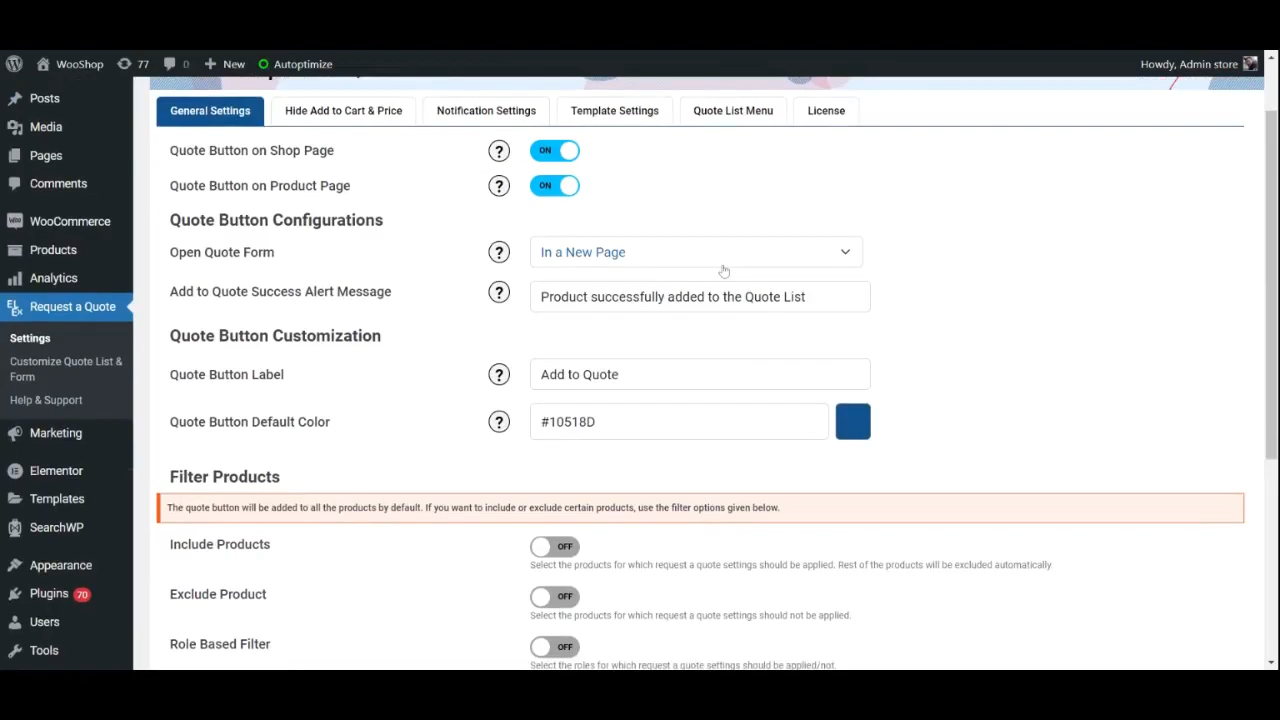 WooShop 77 0 New Autoptimize Howdy, Admin store
Posts
Media
Pages
Comments
WooCommerce
Products
Analytics
Request a Quote
Settings
Customize Quote List &
Form
Help & Support
Marketing
Elementor
Templates
SearchWP
Appearance
Plugins 70
Users
Tools
General Settings Hide Add to Cart & Price Notification Settings Template Settings Quote List Menu License
Quote Button on Shop Page ? ON
Quote Button on Product Page ? ON
Quote Button Configurations
Open Quote Form ? In a New Page
Add to Quote Success Alert Message ? Product successfully added to the Quote List
Quote Button Customization
Quote Button Label ? Add to Quote
Quote Button Default Color ? #10518D
Filter Products
The quote button will be added to all the products by default. If you want to include or exclude certain products, use the filter options given below.
Include Products OFF
Select the products for which request a quote settings should be applied. Rest of the products will be excluded automatically.
Exclude Product OFF
Select the products for which request a quote settings should not be applied.
Role Based Filter OFF
Select the roles for which request a quote settings should be applied/not.